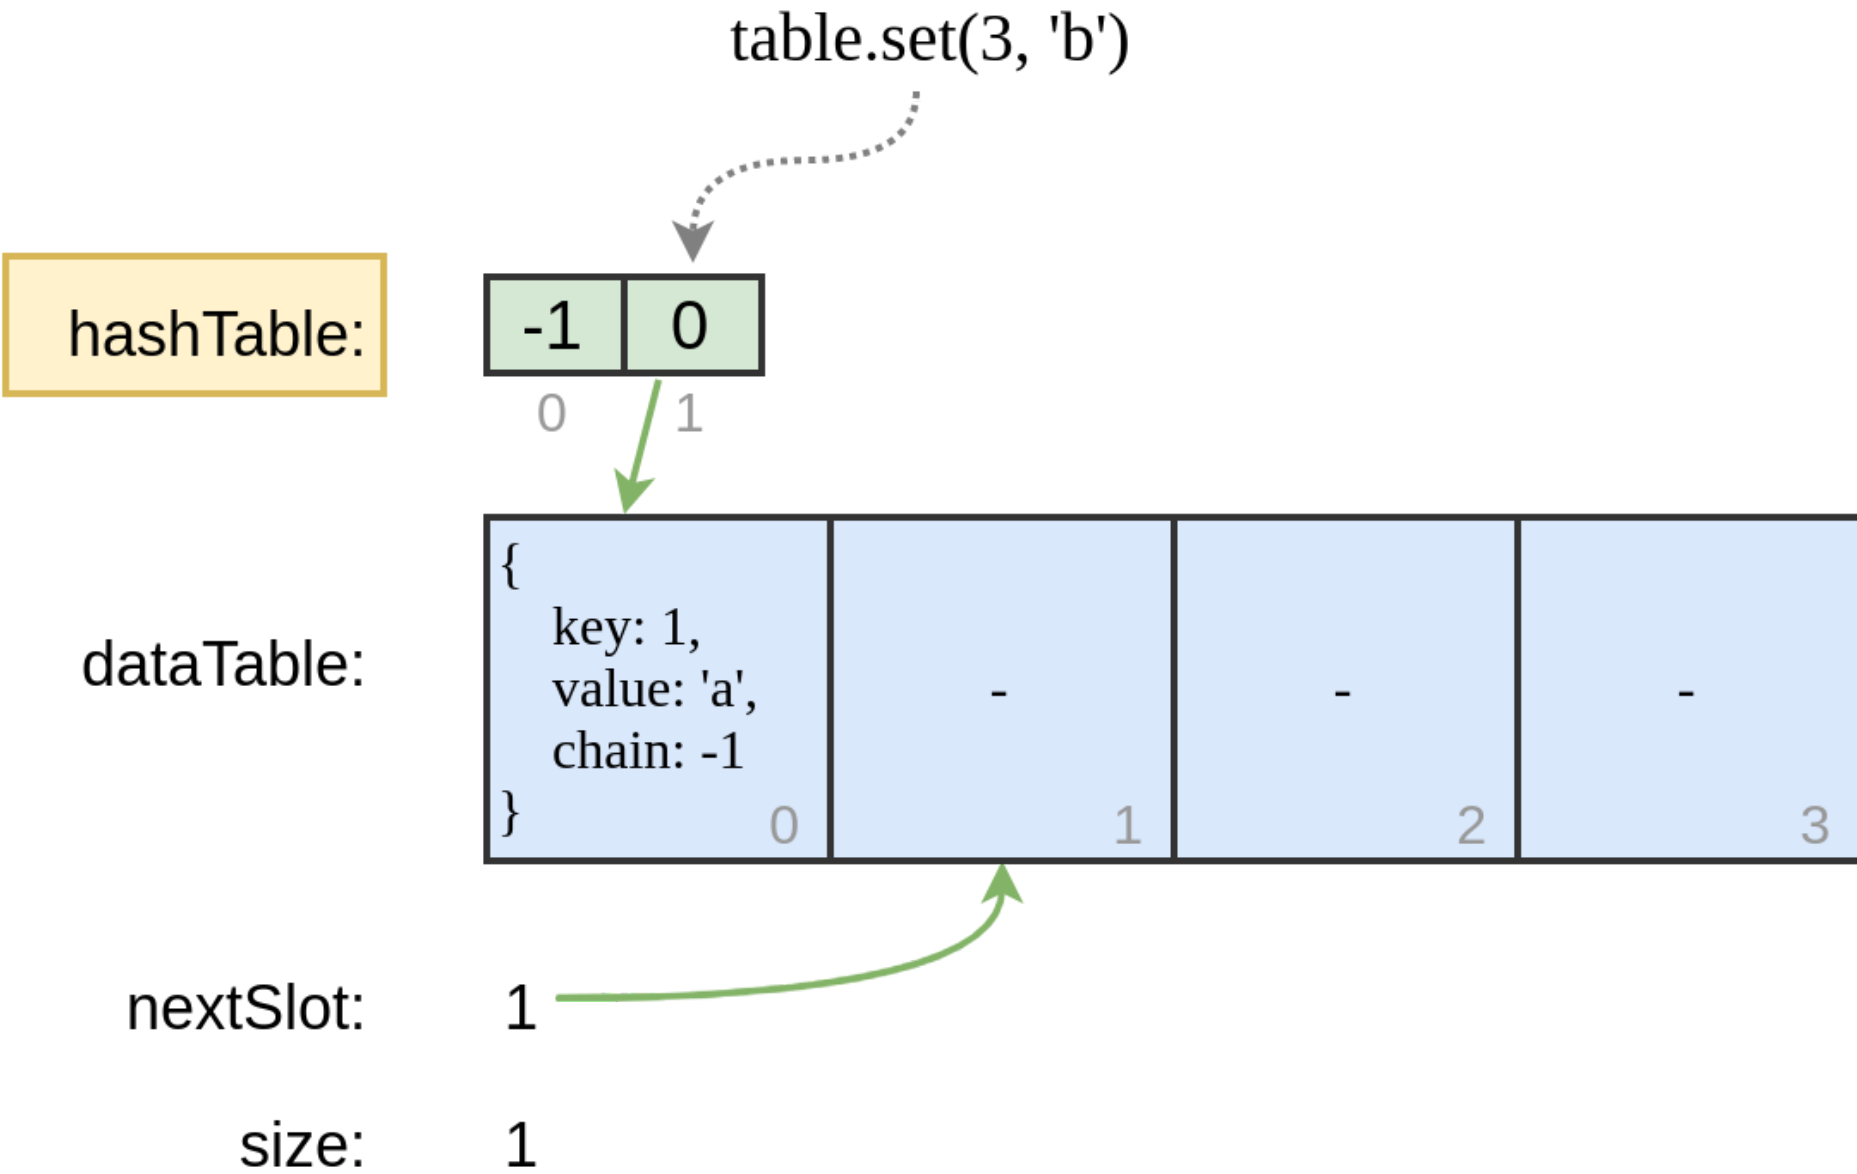 table.set(3, 'b')
hashTable:
-1 0
0 1
dataTable:
{
key: 1,
value: 'a',
chain: -1
}
0
-
1
-
2
-
3
nextSlot: 1
size: 1